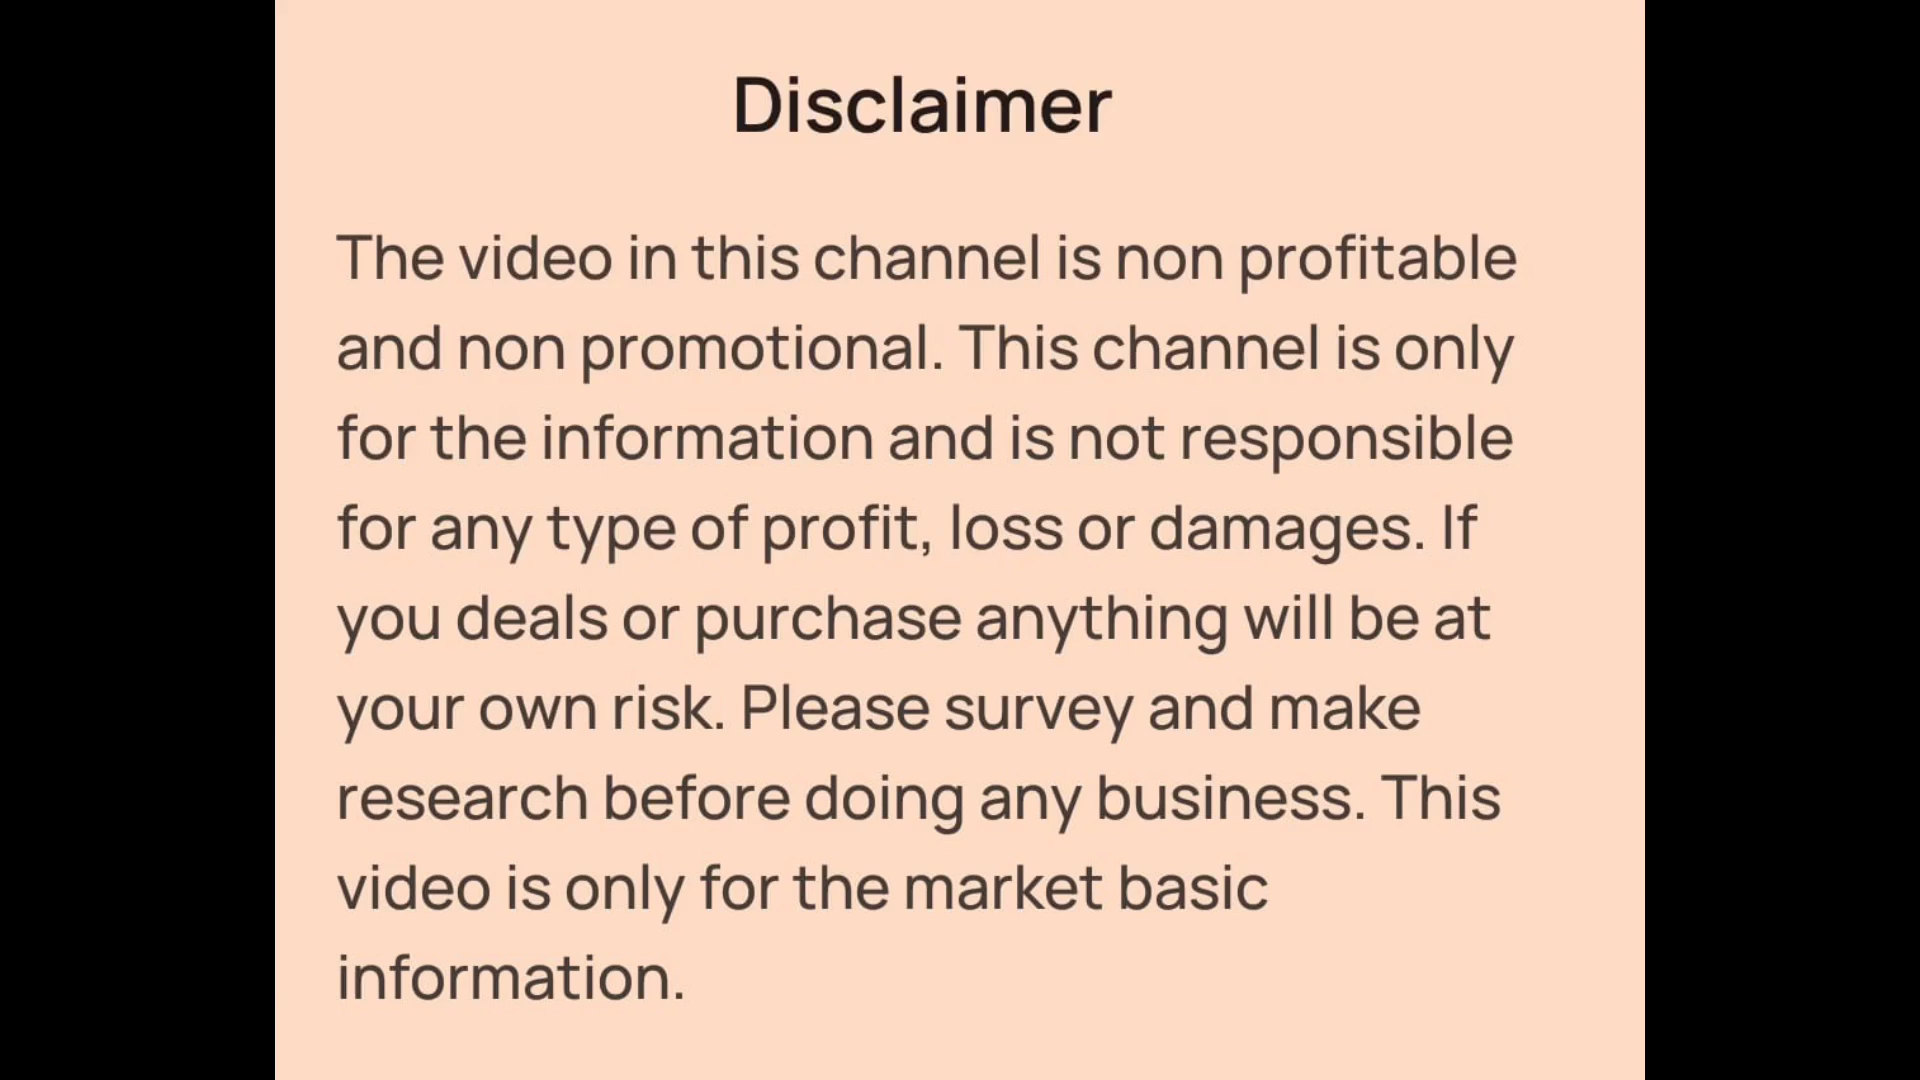 Disclaimer
The video in this channel is non profitable
and non promotional. This channel is only
for the information and is not responsible
for any type of profit, loss or damages. If
you deals or purchase anything will be at
your own risk. Please survey and make
research before doing any business. This
video is only for the market basic
information.